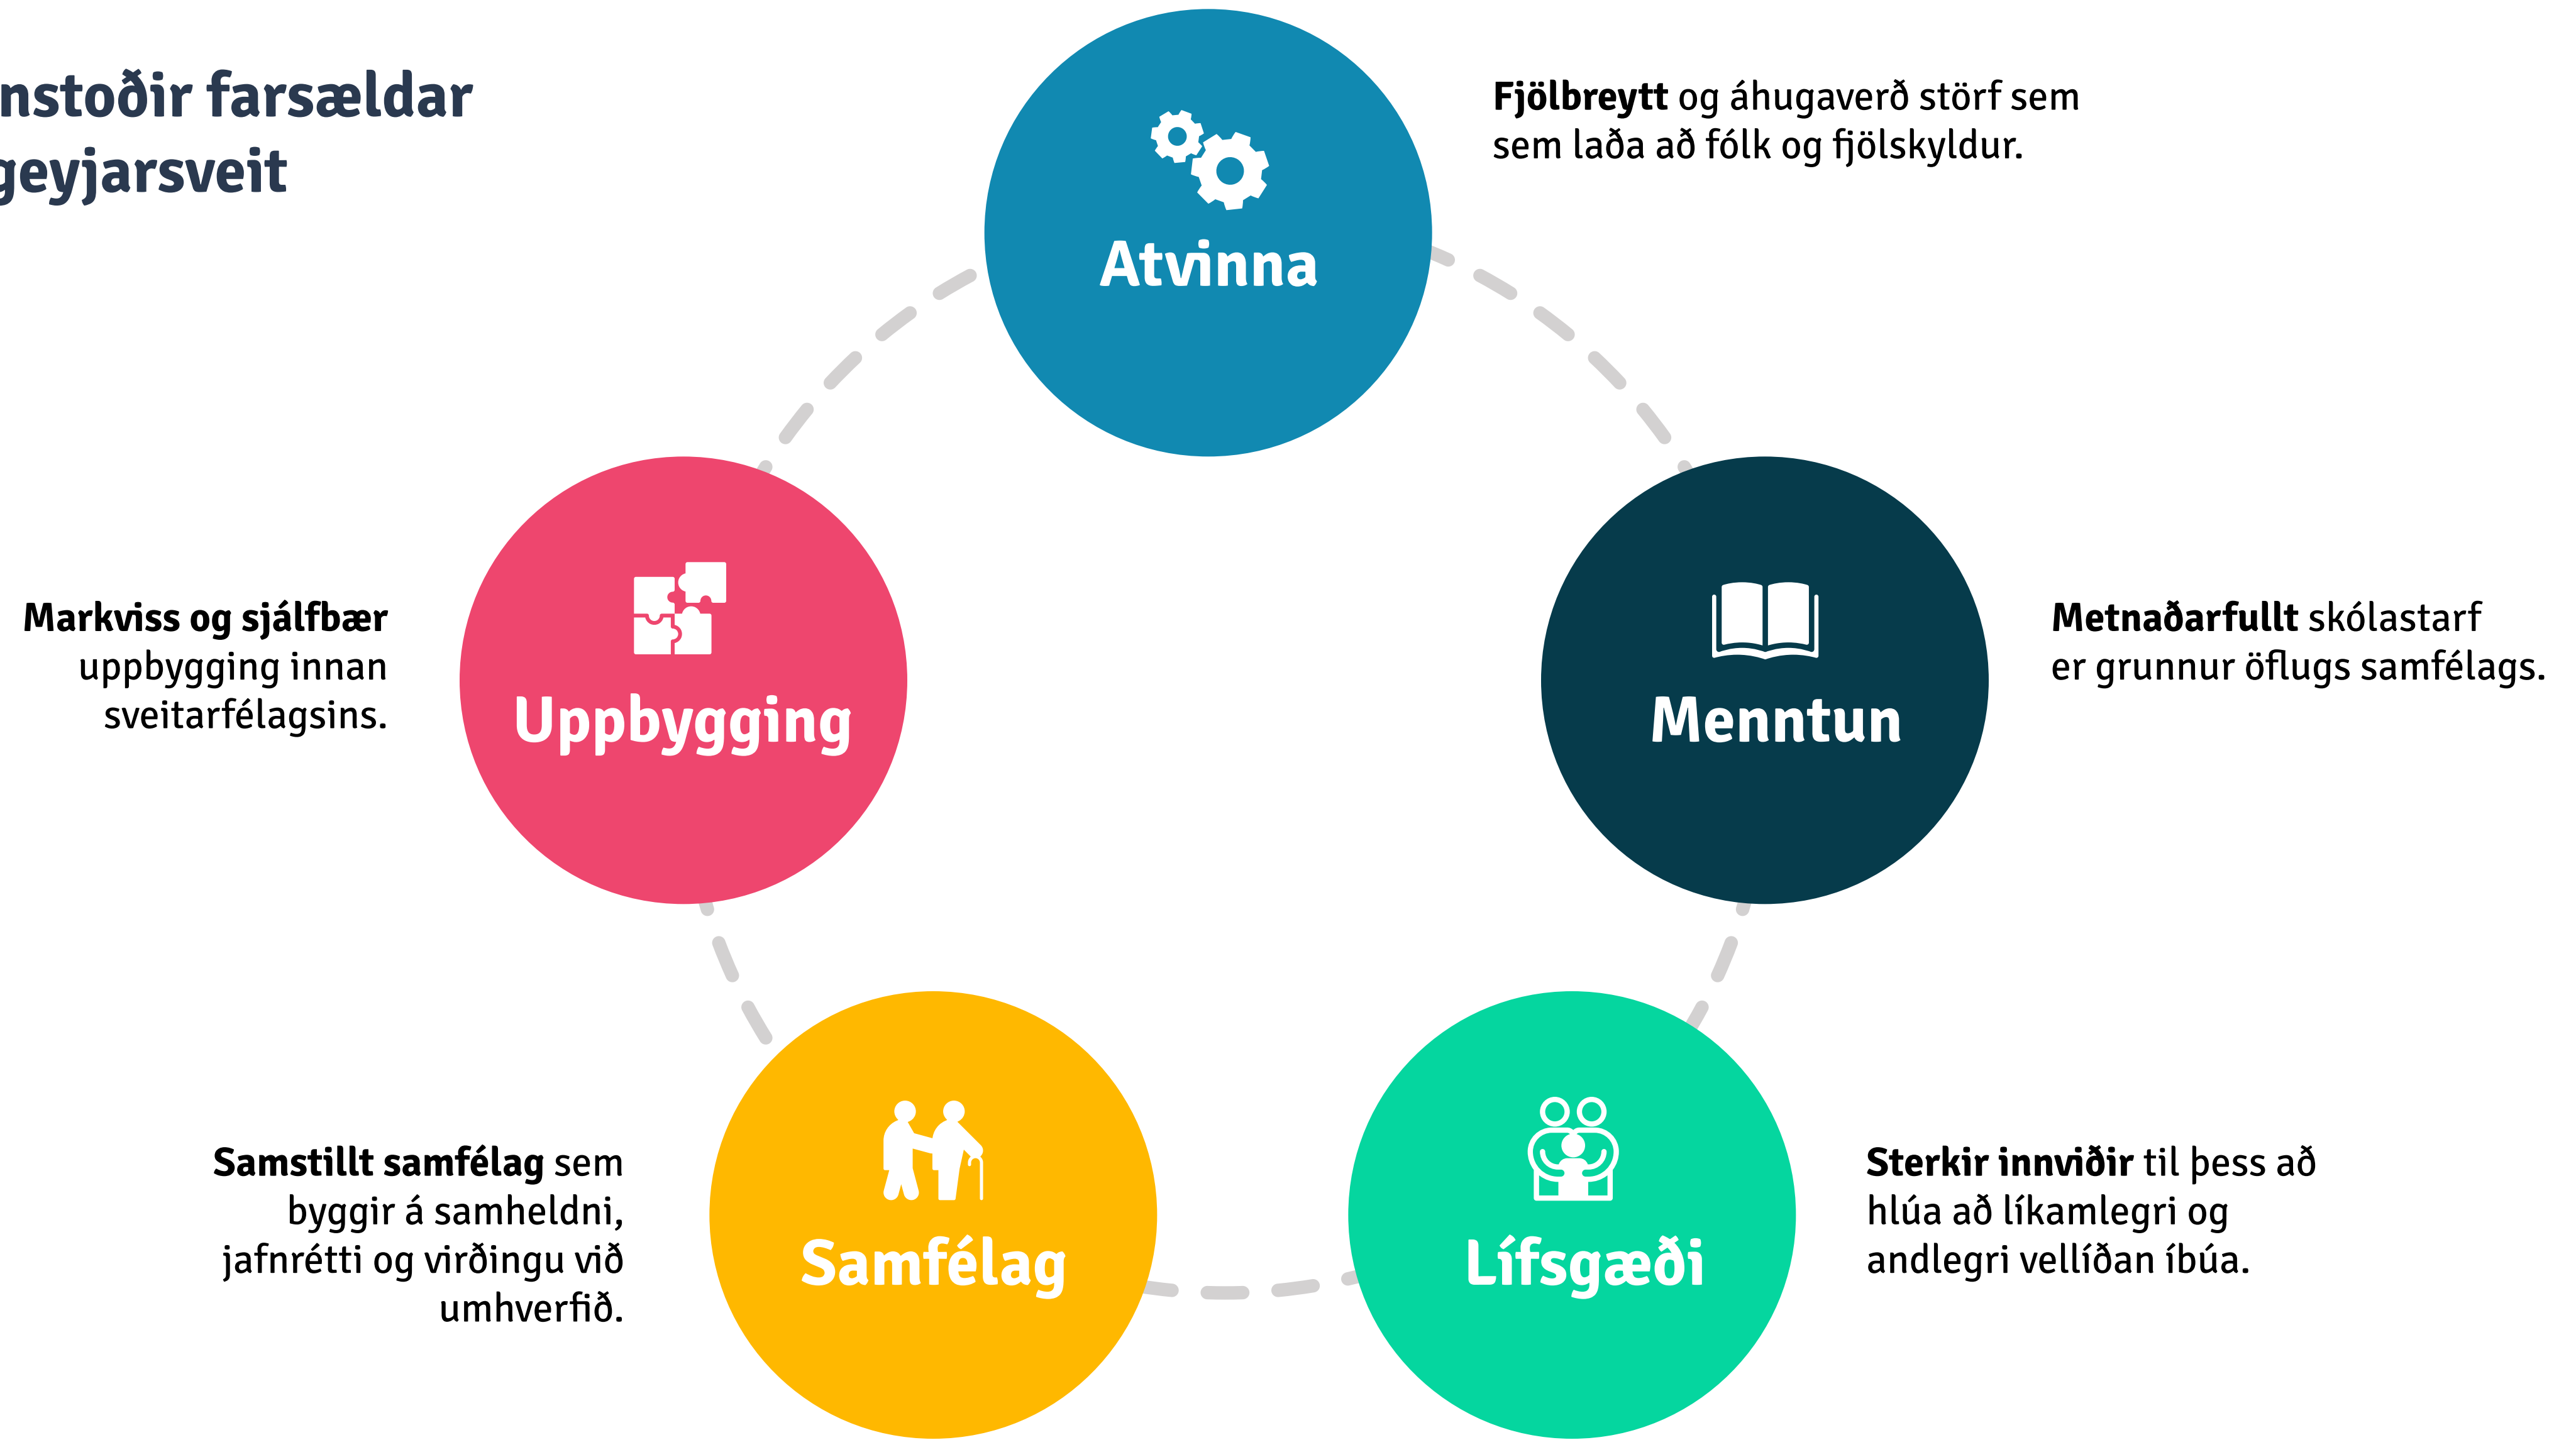 nstoðir farsældar
geyjarsveit
Atvinna
Fjölbreytt og áhugaverð störf sem
sem laða að fólk og fjölskyldur.
Uppbygging
Markviss og sjálfbær
uppbygging innan
sveitarfélagsins.
Menntun
Metnaðarfullt skólastarf
er grunnur öflugs samfélags.
Samfélag
Samstillt samfélag sem
byggir á samheldni,
jafnrétti og virðingu við
umhverfið.
Lífsgæði
Sterkir innviðir til þess að
hlúa að líkamlegri og
andlegri vellíðan íbúa.